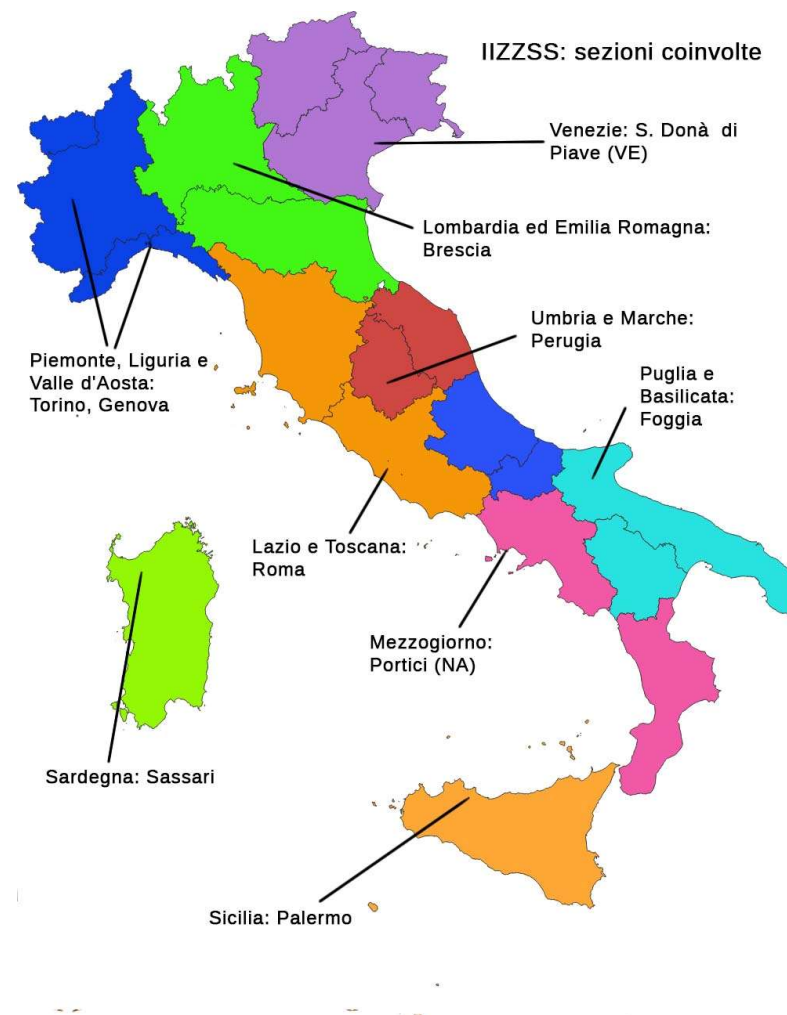 IIZZSS: sezioni coinvolte
Venezie: S. Donà di
Piave (VE)
Lombardia ed Emilia Romagna:
Brescia
Umbria e Marche:
Perugia
Piemonte, Liguria e
Valle d'Aosta:
Torino, Genova
Puglia e
Basilicata:
Foggia
Lazio e Toscana:
Roma
Mezzogiorno:
Portici (NA)
Sardegna: Sassari
Sicilia: Palermo